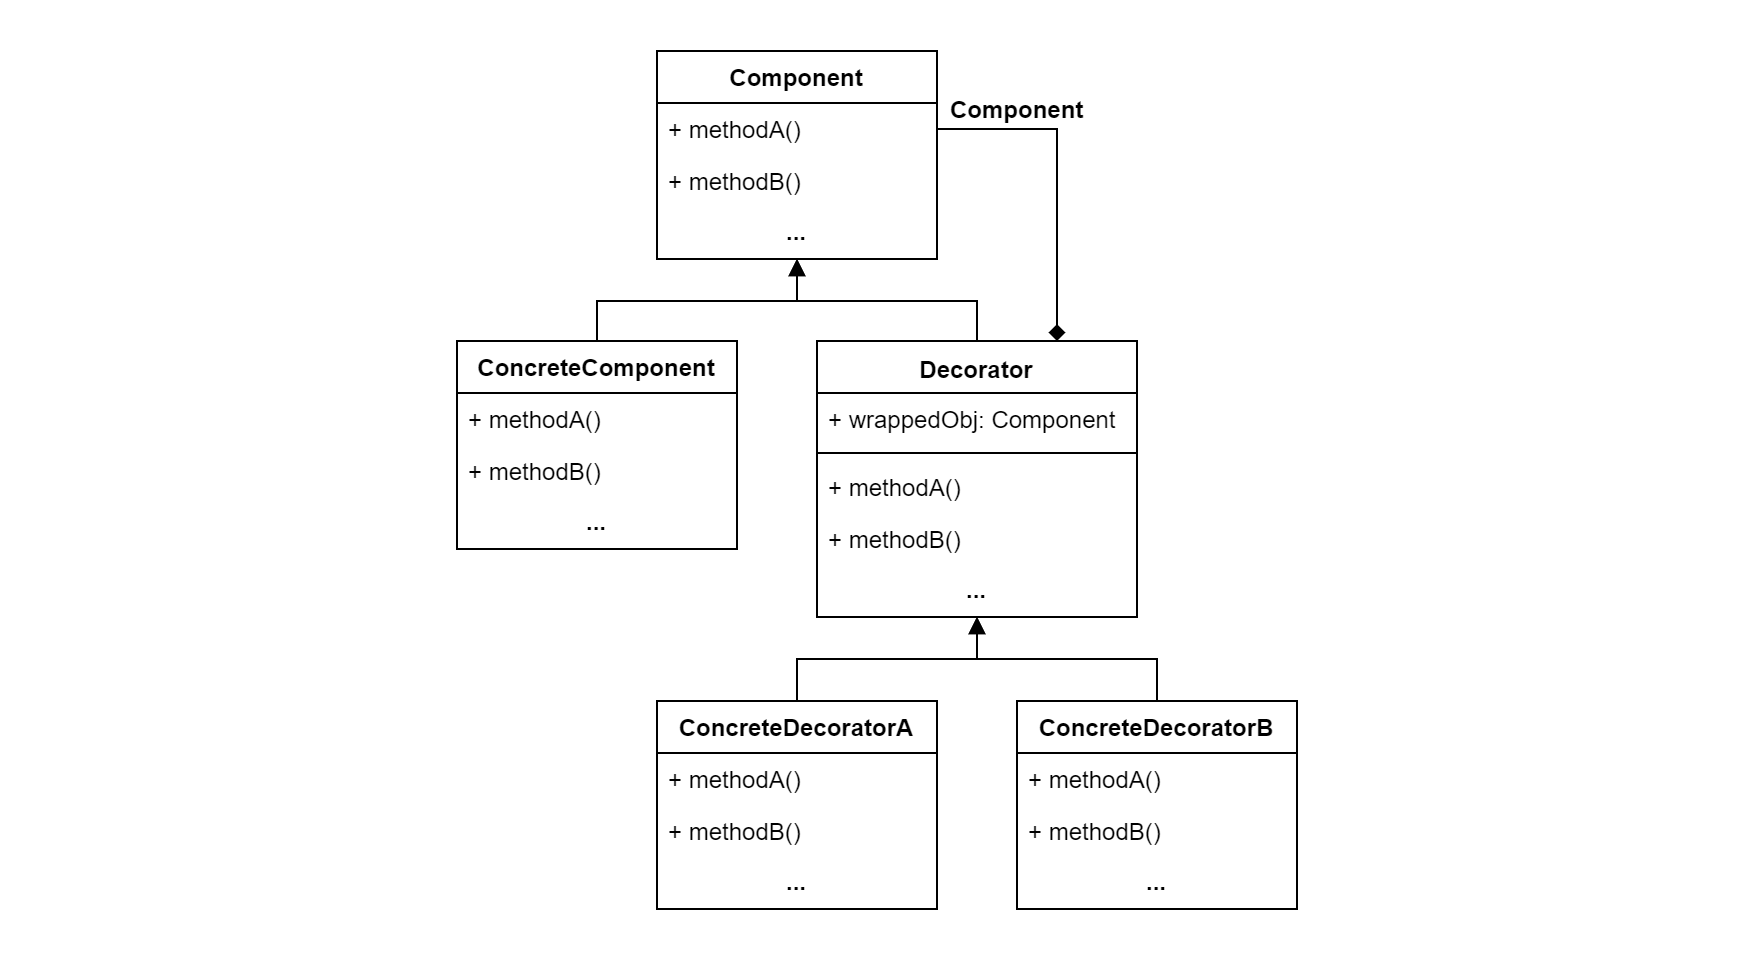 Component
+ methodA()
+ methodB()
...
Component
ConcreteComponent
+ methodA()
+ methodB()
...
Decorator
+ wrappedObj: Component
+ methodA()
+ methodB()
...
ConcreteDecoratorA
+ methodA()
+ methodB()
...
ConcreteDecoratorB
+ methodA()
+ methodB()
...